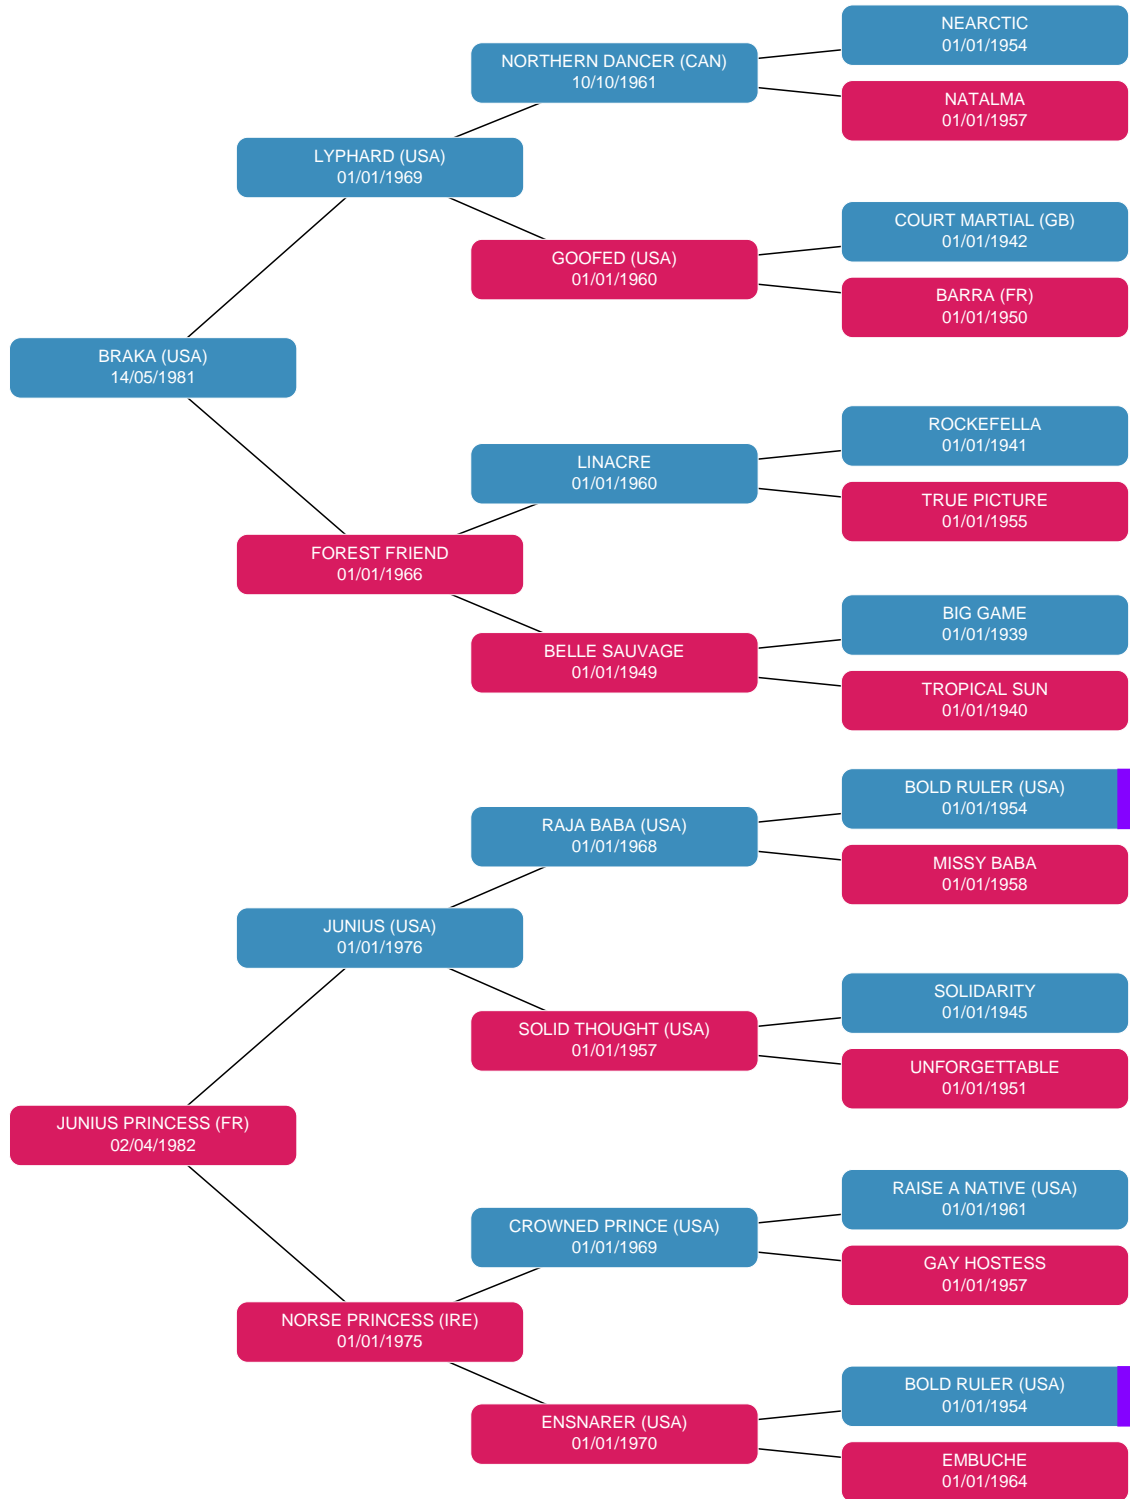 NEARCTIC
01/01/1954
NORTHERN DANCER (CAN)
10/10/1961
NATALMA
01/01/1957
LYPHARD (USA)
01/01/1969
COURT MARTIAL (GB)
01/01/1942
GOOFED (USA)
01/01/1960
BARRA (FR)
01/01/1950
BRAKA (USA)
14/05/1981
ROCKEFELLA
01/01/1941
LINACRE
01/01/1960
TRUE PICTURE
01/01/1955
FOREST FRIEND
01/01/1966
BIG GAME
01/01/1939
BELLE SAUVAGE
01/01/1949
TROPICAL SUN
01/01/1940
BOLD RULER (USA)
01/01/1954
RAJA BABA (USA)
01/01/1968
MISSY BABA
01/01/1958
JUNIUS (USA)
01/01/1976
SOLIDARITY
01/01/1945
SOLID THOUGHT (USA)
01/01/1957
UNFORGETTABLE
01/01/1951
JUNIUS PRINCESS (FR)
02/04/1982
RAISE A NATIVE (USA)
01/01/1961
CROWNED PRINCE (USA)
01/01/1969
GAY HOSTESS
01/01/1957
NORSE PRINCESS (IRE)
01/01/1975
BOLD RULER (USA)
01/01/1954
ENSNARER (USA)
01/01/1970
EMBUCHE
01/01/1964